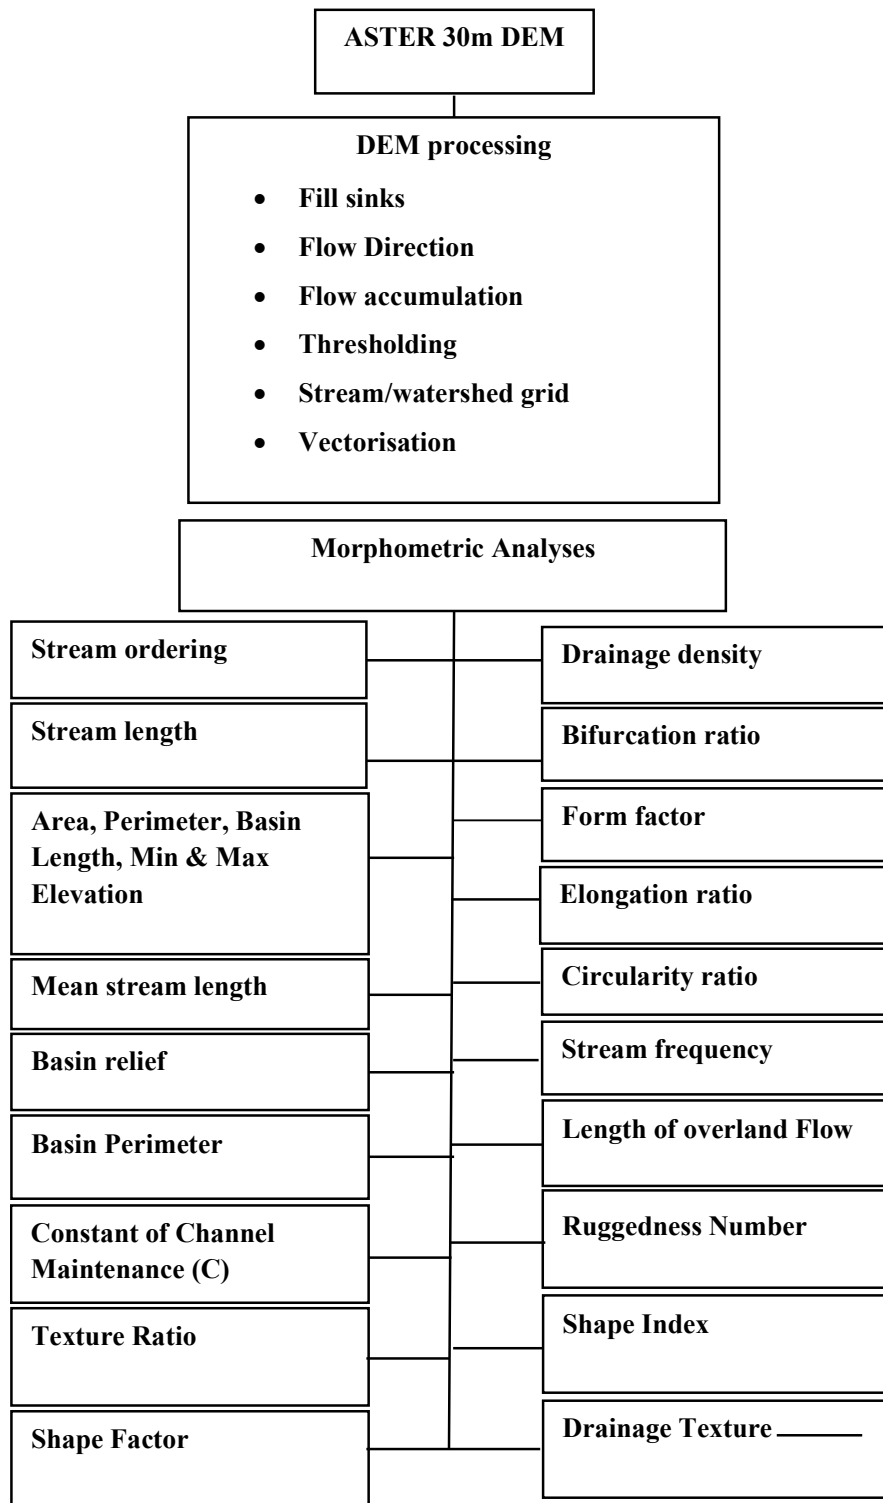 ASTER 30m DEM
DEM processing
• Fill sinks
• Flow Direction
• Flow accumulation
• Thresholding
• Stream/watershed grid
• Vectorisation
Morphometric Analyses
Stream ordering
Stream length
Area, Perimeter, Basin
Length, Min & Max
Elevation
Mean stream length
Basin relief
Basin Perimeter
Constant of Channel
Maintenance (C)
Texture Ratio
Shape Factor
Drainage density
Bifurcation ratio
Form factor
Elongation ratio
Circularity ratio
Stream frequency
Length of overland Flow
Ruggedness Number
Shape Index
Drainage Texture